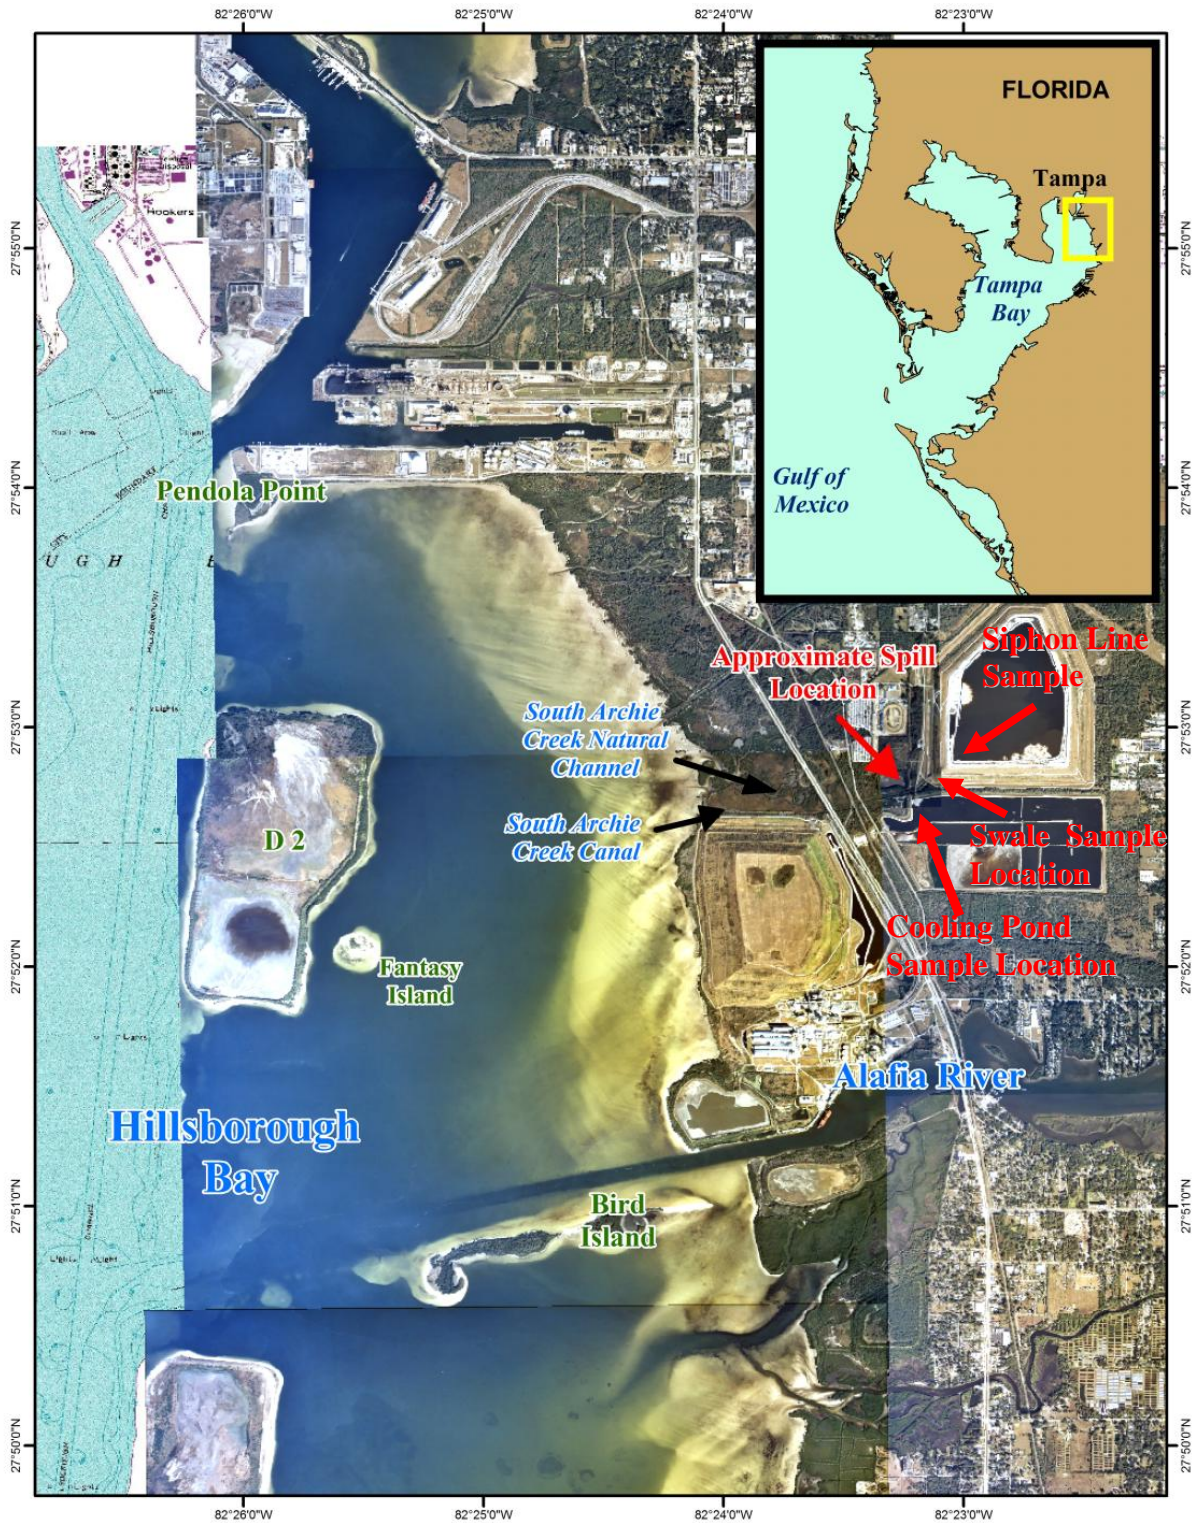 82°26'0"W
82°25'0"W
82°24'0"W
82°23'0"W
FLORIDA
Tampa
Tampa
Bay
Gulf of
Mexico
27°55'0"N
27°55'0"N
Hookers
27°54'0"N
27°54'0"N
BOUNDARY
Pendola Point
U G H
Siphon Line
Sample
Approximate Spill
Location
27°53'0"N
27°53'0"N
South Archie
Creek Natural
Channel
South Archie
Creek Canal
D 2
Swale Sample
Location
Cooling Pond
Sample Location
27°52'0"N
27°52'0"N
Fantasy
Island
Alafia River
Hillsborough
Bay
27°51'0"N
27°51'0"N
Bird
Island
27°50'0"N
27°50'0"N
82°26'0"W
82°25'0"W
82°24'0"W
82°23'0"W